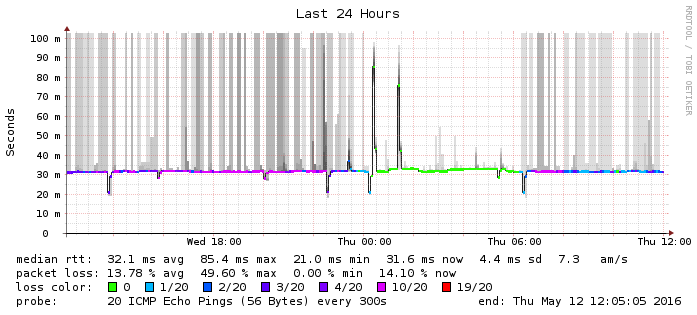 Last 24 Hours
RRDTOOL / TOBI OETIKER
Seconds
100 m
90 m
80 m
70 m
60 m
50 m
40 m
30 m
20 m
10 m
0
Wed 18:00 Thu 00:00 Thu 06:00 Thu 12:00
median rtt: 32.1 ms avg 85.4 ms max 21.0 ms min 31.6 ms now 4.4 ms sd 7.3 am/s
packet loss: 13.78 % avg 49.60 % max 0.00 % min 14.10 % now
loss color: 0 1/20 2/20 3/20 4/20 10/20 19/20
probe: 20 ICMP Echo Pings (56 Bytes) every 300s end: Thu May 12 12:05:05 2016